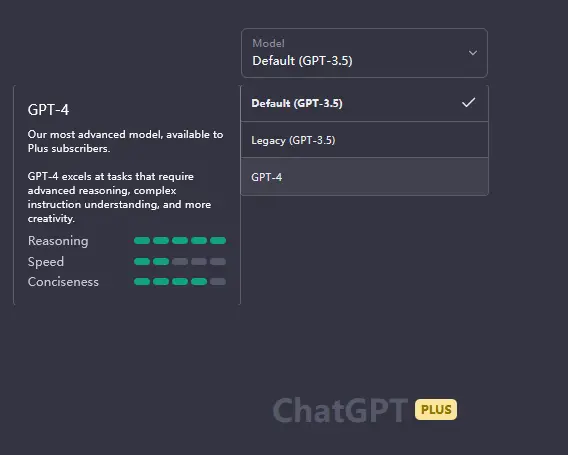 Model
Default (GPT-3.5)
GPT-4
Our most advanced model, available to
Plus subscribers.
GPT-4 excels at tasks that require
advanced reasoning, complex
instruction understanding, and more
creativity.
Reasoning
Speed
Conciseness
Default (GPT-3.5)
Legacy (GPT-3.5)
GPT-4
ChatGPT PLUS